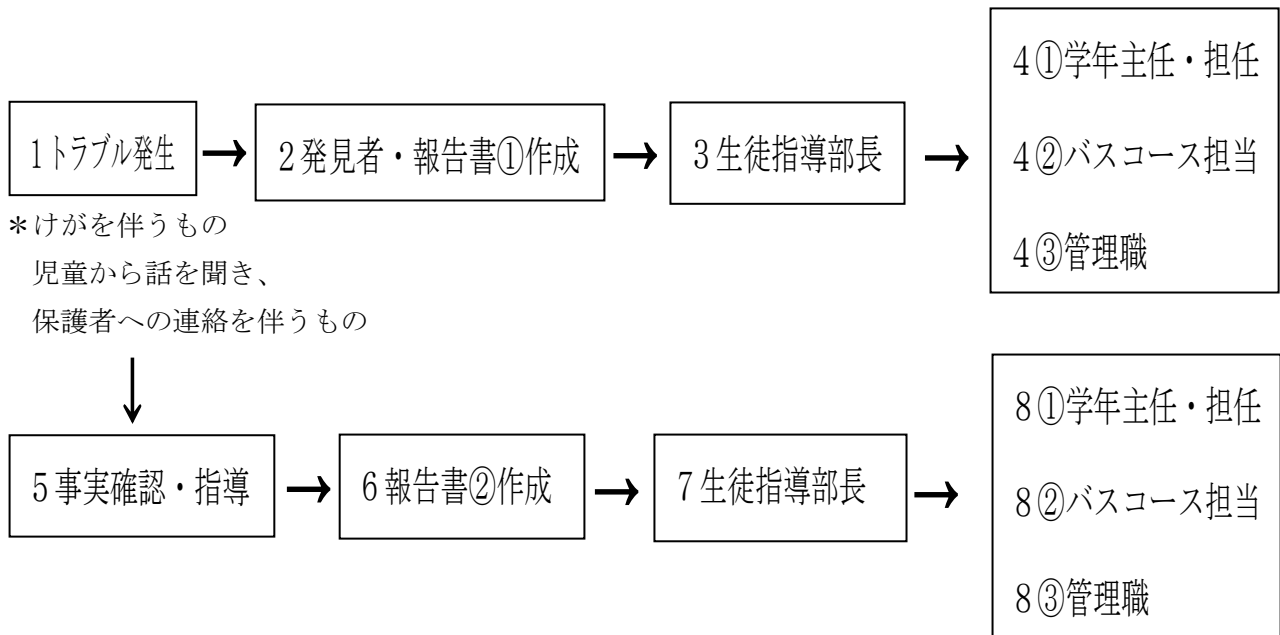 1トラブル発生
→
2発見者・報告書①作成
→
3生徒指導部長
→
4①学年主任・担任
4②バスコース担当
4③管理職
*けがを伴うもの
児童から話を聞き、
保護者への連絡を伴うもの
↓
5事実確認・指導
→
6報告書②作成
→
7生徒指導部長
→
8①学年主任・担任
8②バスコース担当
8③管理職